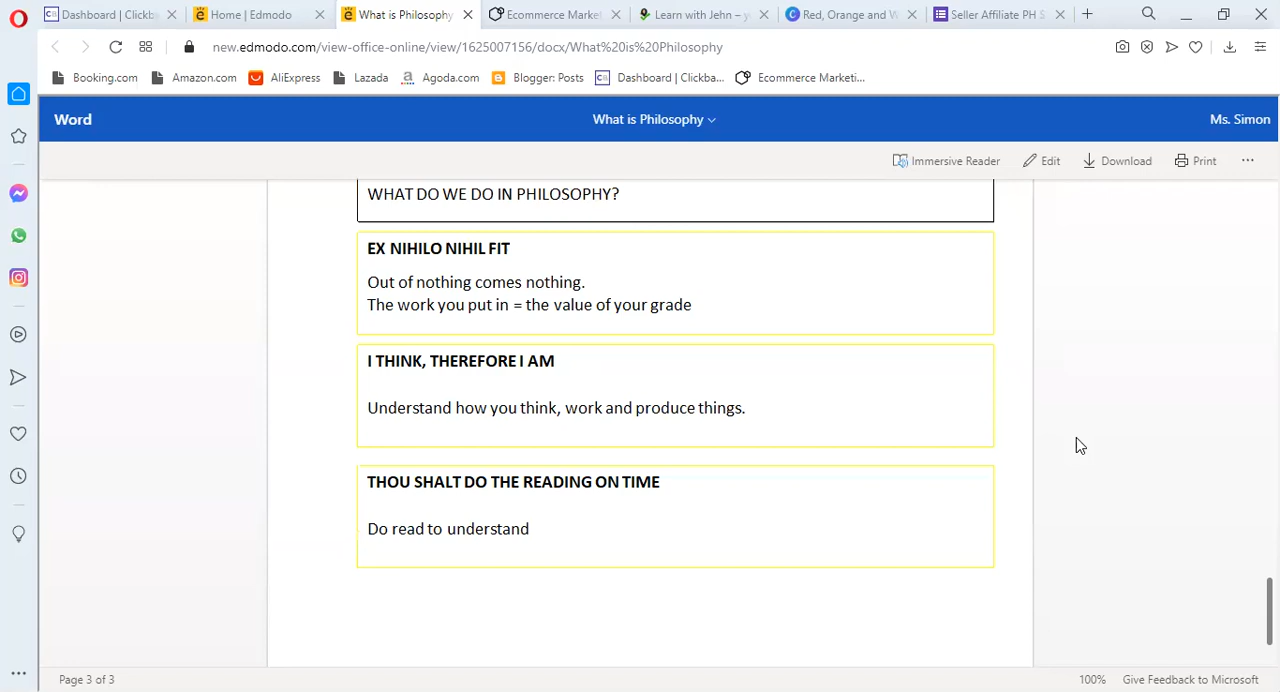 Dashboard | Clickb
Home | Edmodo
What is Philosophy
Ecommerce Market
Learn with Jehn – y
Red, Orange and W
Seller Affiliate PH S
new.edmodo.com/view-office-online/view/1625007156/docx/What%20is%20Philosophy
Booking.com
Amazon.com
AliExpress
Lazada
Agoda.com
Blogger: Posts
Dashboard | Clickba...
Ecommerce Marketi...
Word
What is Philosophy
Ms. Simon
Immersive Reader
Edit
Download
Print
WHAT DO WE DO IN PHILOSOPHY?
EX NIHILO NIHIL FIT
Out of nothing comes nothing.
The work you put in = the value of your grade
I THINK, THEREFORE I AM
Understand how you think, work and produce things.
THOU SHALT DO THE READING ON TIME
Do read to understand
Page 3 of 3
100%
Give Feedback to Microsoft